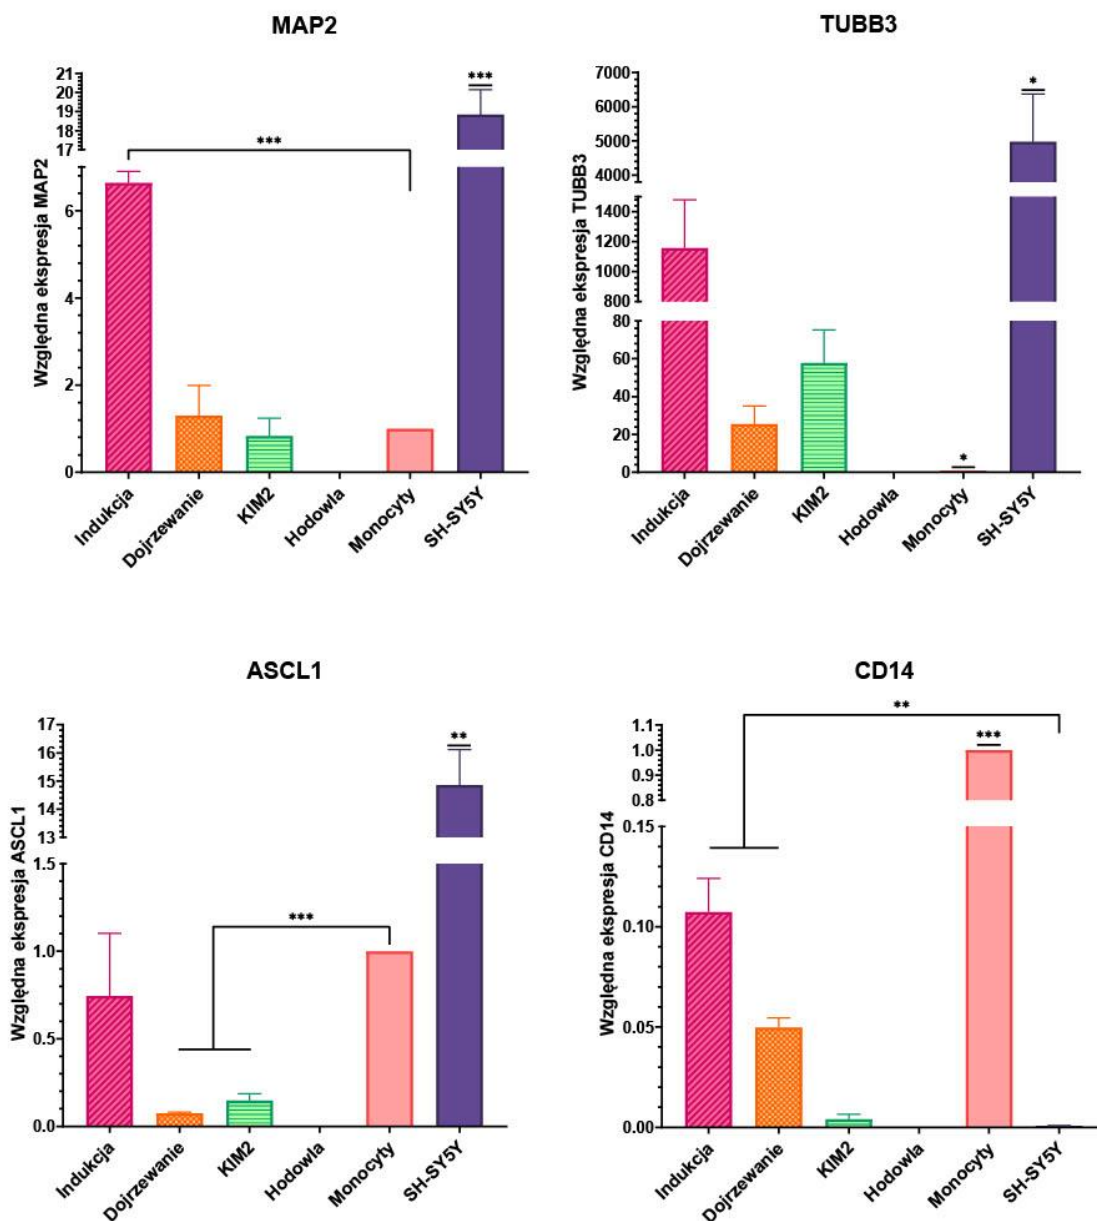 MAP2
Względna ekspresja MAP2
21
20
19
18
17
6
4
2
0
***
***
Indukcja
Dojrzewanie
KIM2
Hodowla
Monocyty
SH-SY5Y
TUBB3
Względna ekspresja TUBB3
7000
6000
5000
4000
1400
1200
1000
800
80
60
40
20
0
*
*
Indukcja
Dojrzewanie
KIM2
Hodowla
Monocyty
SH-SY5Y
ASCL1
Względna ekspresja ASCL1
17
16
15
14
13
1.5
1.0
0.5
0.0
***
**
Indukcja
Dojrzewanie
KIM2
Hodowla
Monocyty
SH-SY5Y
CD14
Względna ekspresja CD14
1.1
1.0
0.9
0.8
0.15
0.10
0.05
0.00
**
***
Indukcja
Dojrzewanie
KIM2
Hodowla
Monocyty
SH-SY5Y